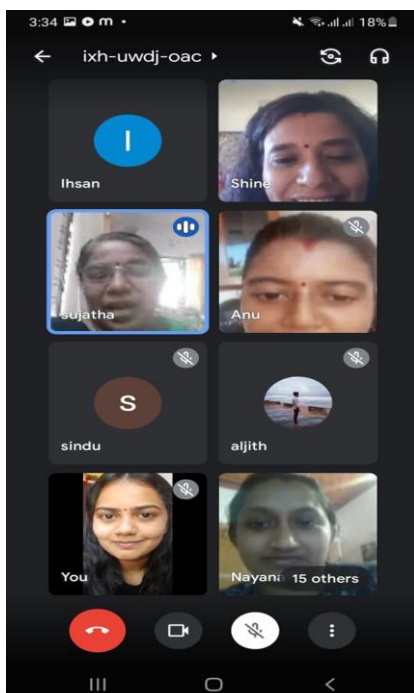 3:34 m • 18%
ixh-uwdj-oac
I
Ihsan
Shine
sujatha
Anu
S
sindu
aljith
You
Nayana 15 others